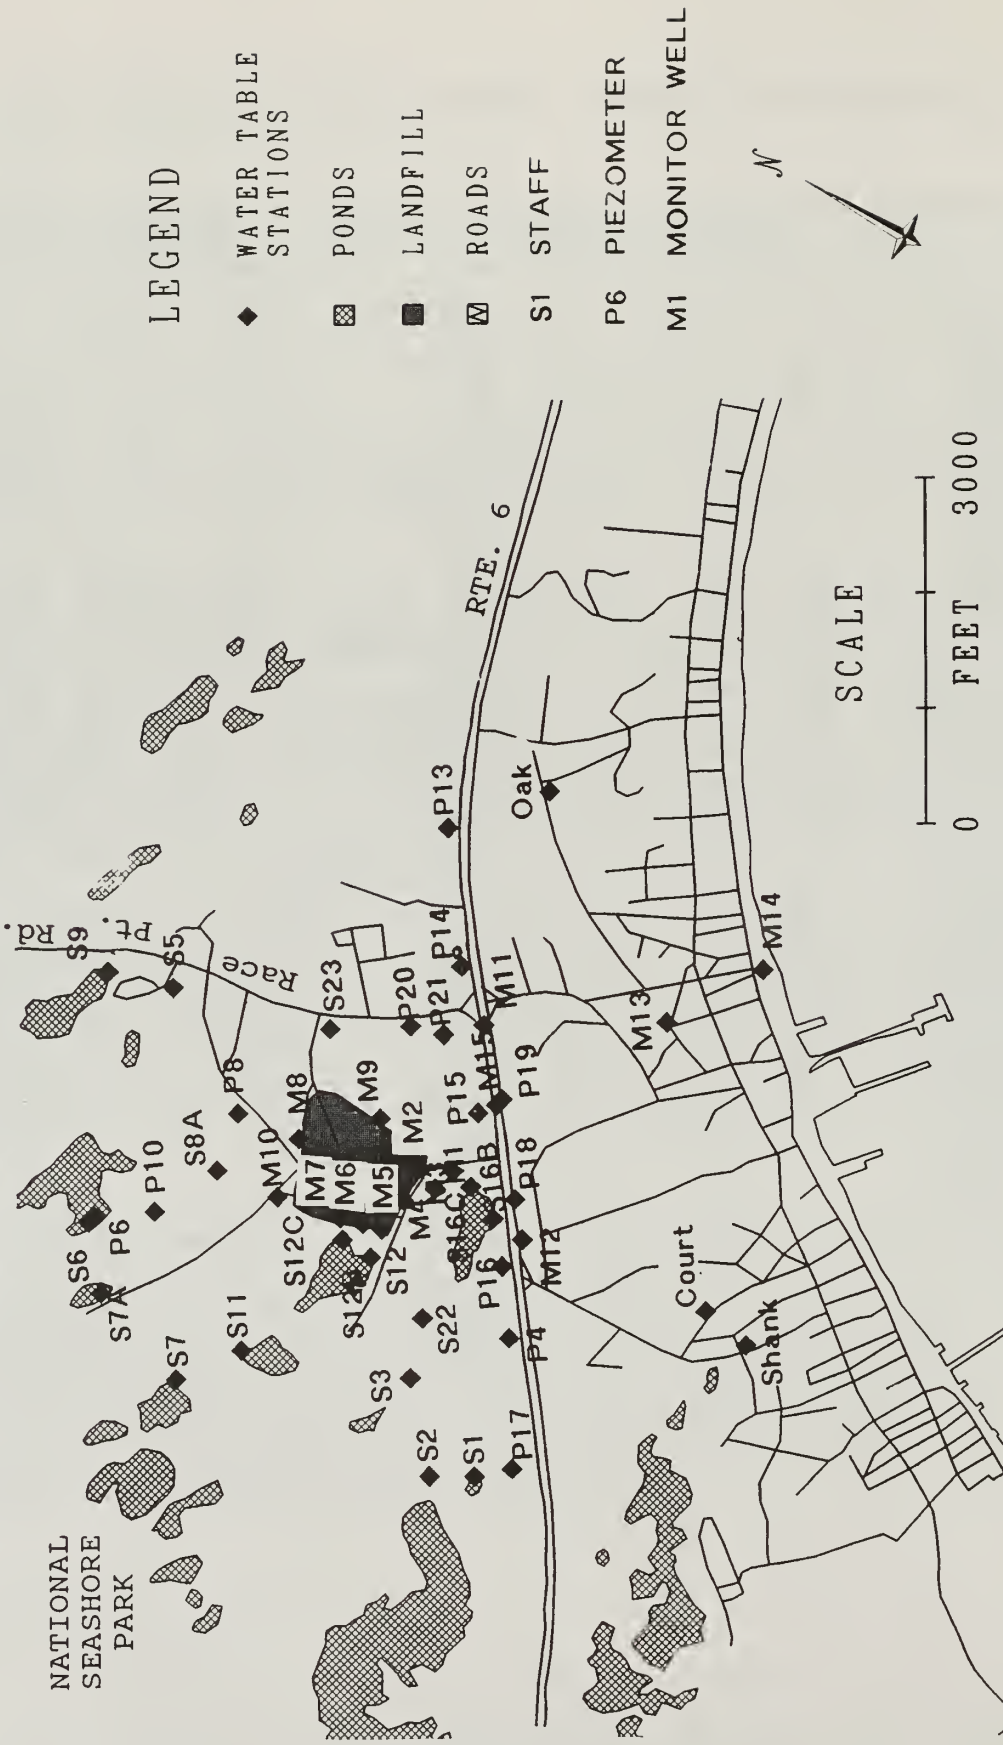 NATIONAL
SEASHORE
PARK
LEGEND
WATER TABLE
STATIONS
PONDS
LANDFILL
ROADS
S1 STAFF
P6 PIEZOMETER
M1 MONITOR WELL
N
SCALE
0 FEET 3000
RTE. 6
Race Pt. Rd.
S9
S5
S23
P20
P21
P14
P13
Oak
M11
M15
P19
P15
P8
S8A
P10
P6
S6
S7A
S7
S11
M10
M8
M9
M7
M6
M5
M2
M4
S12C
S12
S16B
S16C
P18
M12
P16
P4
S22
S3
S2
S1
P17
M13
M14
Court
Shank